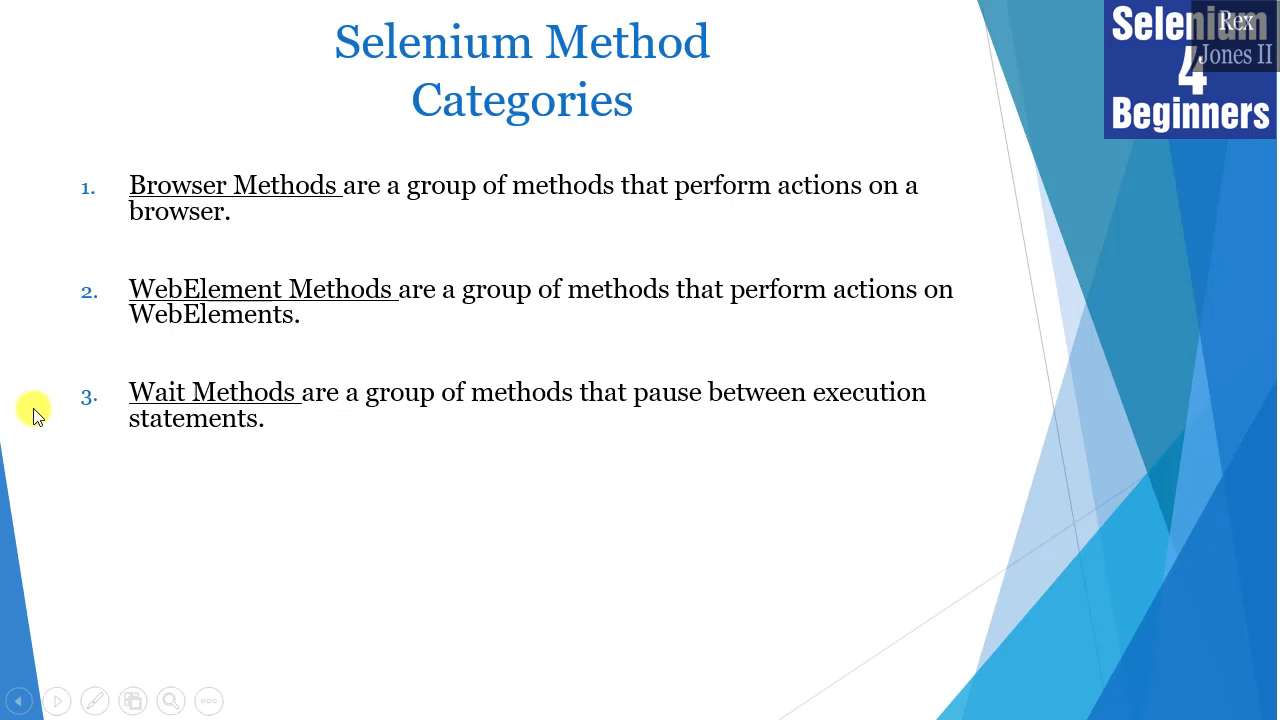 Selenium Method
Categories
Selenium
4
Beginners
Rex
Jones II
1. Browser Methods are a group of methods that perform actions on a
browser.
2. WebElement Methods are a group of methods that perform actions on
WebElements.
3. Wait Methods are a group of methods that pause between execution
statements.